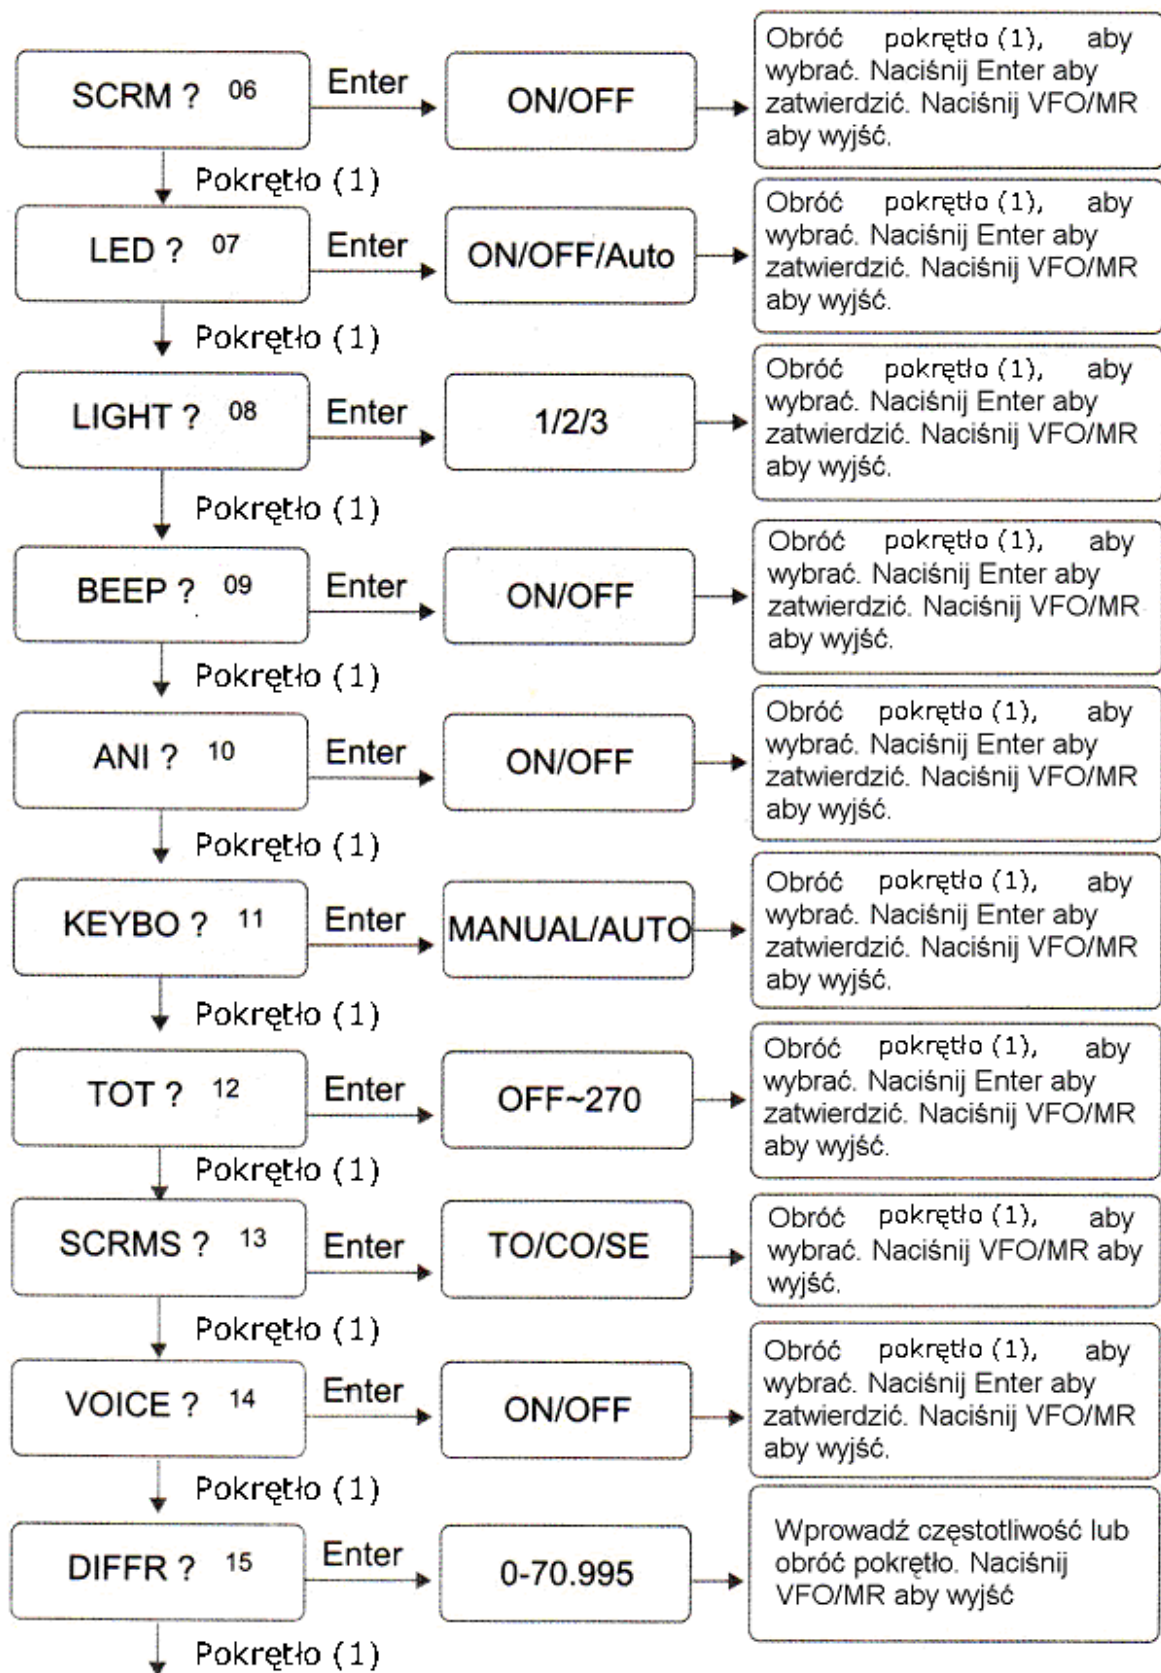 SCRM ? 06
Enter
ON/OFF
Obróć pokrętło (1), aby
wybrać. Naciśnij Enter aby
zatwierdzić. Naciśnij VFO/MR
aby wyjść.
Pokrętło (1)
LED ? 07
Enter
ON/OFF/Auto
Obróć pokrętło (1), aby
wybrać. Naciśnij Enter aby
zatwierdzić. Naciśnij VFO/MR
aby wyjść.
Pokrętło (1)
LIGHT ? 08
Enter
1/2/3
Obróć pokrętło (1), aby
wybrać. Naciśnij Enter aby
zatwierdzić. Naciśnij VFO/MR
aby wyjść.
Pokrętło (1)
BEEP ? 09
Enter
ON/OFF
Obróć pokrętło (1), aby
wybrać. Naciśnij Enter aby
zatwierdzić. Naciśnij VFO/MR
aby wyjść.
Pokrętło (1)
ANI ? 10
Enter
ON/OFF
Obróć pokrętło (1), aby
wybrać. Naciśnij Enter aby
zatwierdzić. Naciśnij VFO/MR
aby wyjść.
Pokrętło (1)
KEYBO ? 11
Enter
MANUAL/AUTO
Obróć pokrętło (1), aby
wybrać. Naciśnij Enter aby
zatwierdzić. Naciśnij VFO/MR
aby wyjść.
Pokrętło (1)
TOT ? 12
Enter
OFF~270
Obróć pokrętło (1), aby
wybrać. Naciśnij Enter aby
zatwierdzić. Naciśnij VFO/MR
aby wyjść.
Pokrętło (1)
SCRMS ? 13
Enter
TO/CO/SE
Obróć pokrętło (1), aby
wybrać. Naciśnij VFO/MR aby
wyjść.
Pokrętło (1)
VOICE ? 14
Enter
ON/OFF
Obróć pokrętło (1), aby
wybrać. Naciśnij Enter aby
zatwierdzić. Naciśnij VFO/MR
aby wyjść.
Pokrętło (1)
DIFFR ? 15
Enter
0-70.995
Wprowadź częstotliwość lub
obróć pokrętło. Naciśnij
VFO/MR aby wyjść
Pokrętło (1)